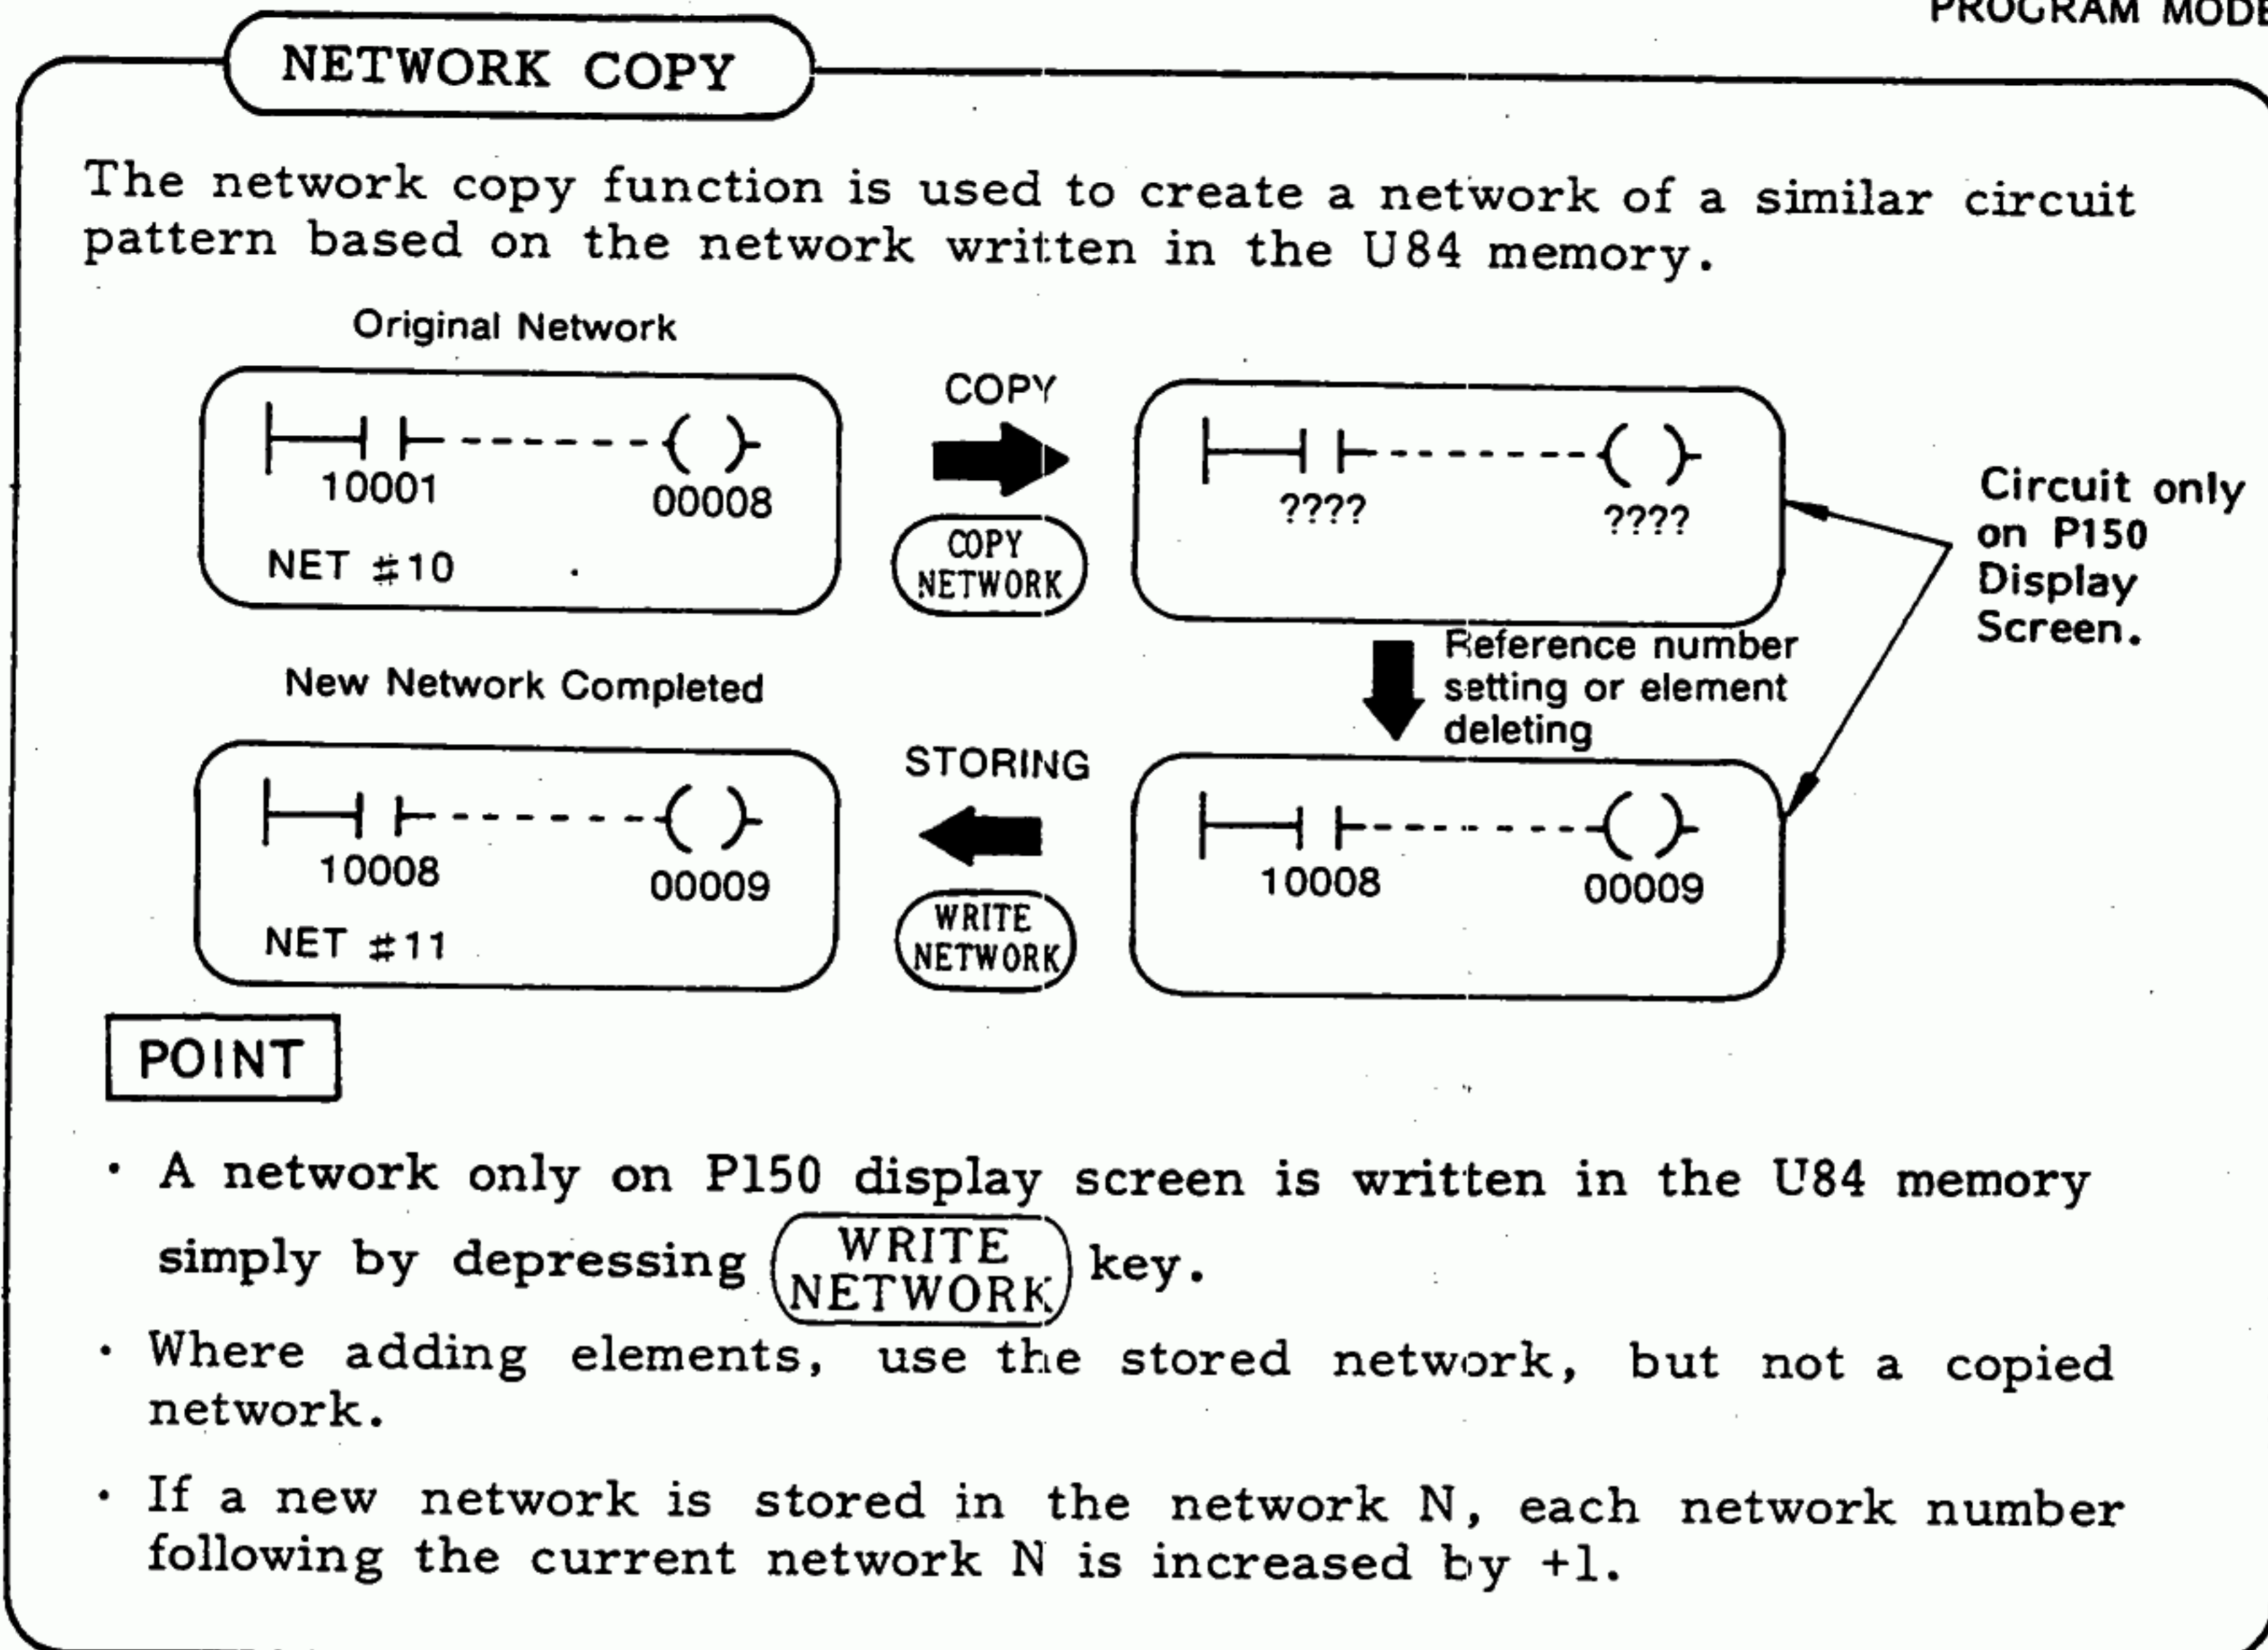 PROGRAM MODE
NETWORK COPY
The network copy function is used to create a network of a similar circuit
pattern based on the network written in the U84 memory.
Original Network
10001
00008
NET #10
COPY
COPY
NETWORK
????
????
Circuit only
on P150
Display
Screen.
Reference number
setting or element
deleting
New Network Completed
10008
00009
NET #11
STORING
WRITE
NETWORK
10008
00009
POINT
· A network only on P150 display screen is written in the U84 memory
simply by depressing WRITE NETWORK key.
· Where adding elements, use the stored network, but not a copied
network.
· If a new network is stored in the network N, each network number
following the current network N is increased by +1.